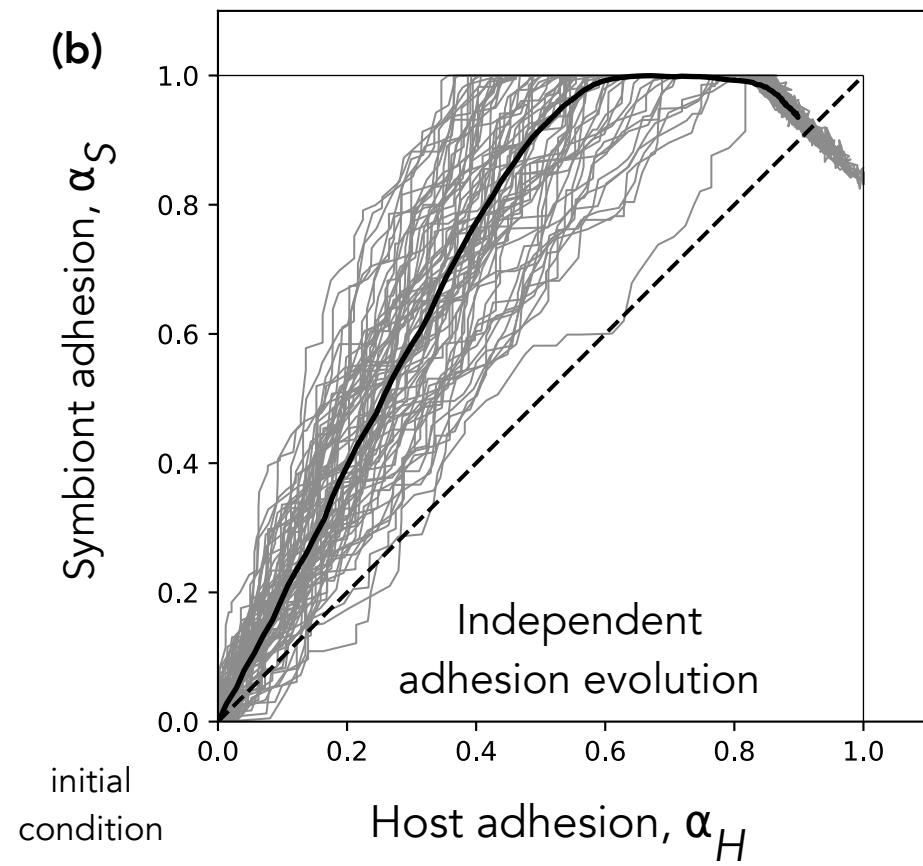 (b)
1.0
0.8
0.6
0.4
0.2
0.0
Symbiont adhesion, αS
Independent
adhesion evolution
0.0 0.2 0.4 0.6 0.8 1.0
initial
condition
Host adhesion, αH